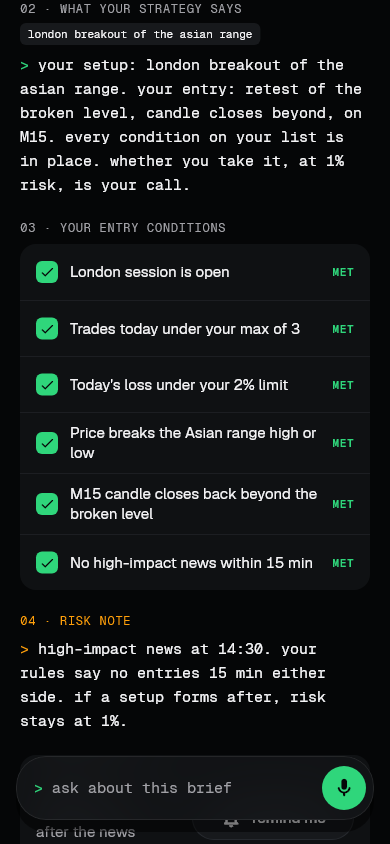 02 · WHAT YOUR STRATEGY SAYS
london breakout of the asian range
> your setup: london breakout of the
asian range. your entry: retest of the
broken level, candle closes beyond, on
M15. every condition on your list is
in place. whether you take it, at 1%
risk, is your call.
03 · YOUR ENTRY CONDITIONS
London session is open MET
Trades today under your max of 3 MET
Today's loss under your 2% limit MET
Price breaks the Asian range high or
low MET
M15 candle closes back beyond the
broken level MET
No high-impact news within 15 min MET
04 · RISK NOTE
> high-impact news at 14:30. your
rules say no entries 15 min either
side. if a setup forms after, risk
stays at 1%.
> ask about this brief
after the news remind me